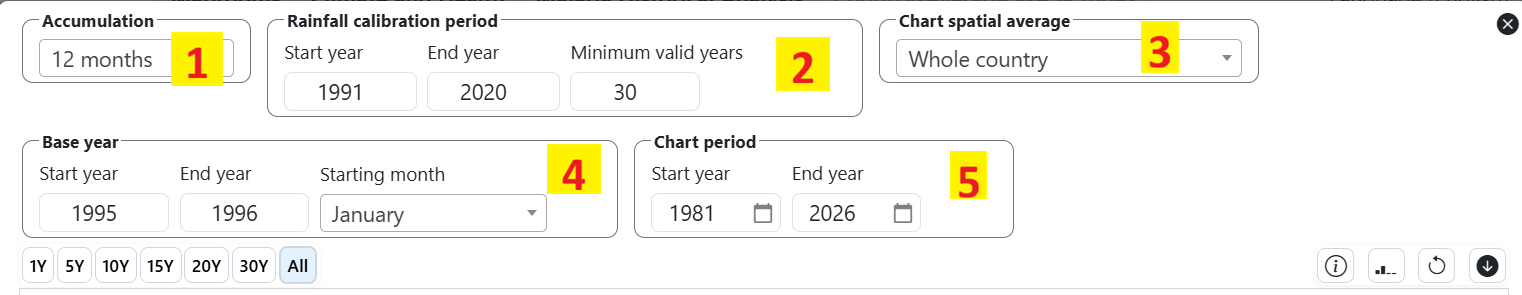 Accumulation
12 months
1
Rainfall calibration period
Start year End year Minimum valid years
1991 2020 30
2
Chart spatial average
Whole country
3
Base year
Start year End year Starting month
1995 1996 January
4
Chart period
Start year End year
1981 2026
5
1Y 5Y 10Y 15Y 20Y 30Y All